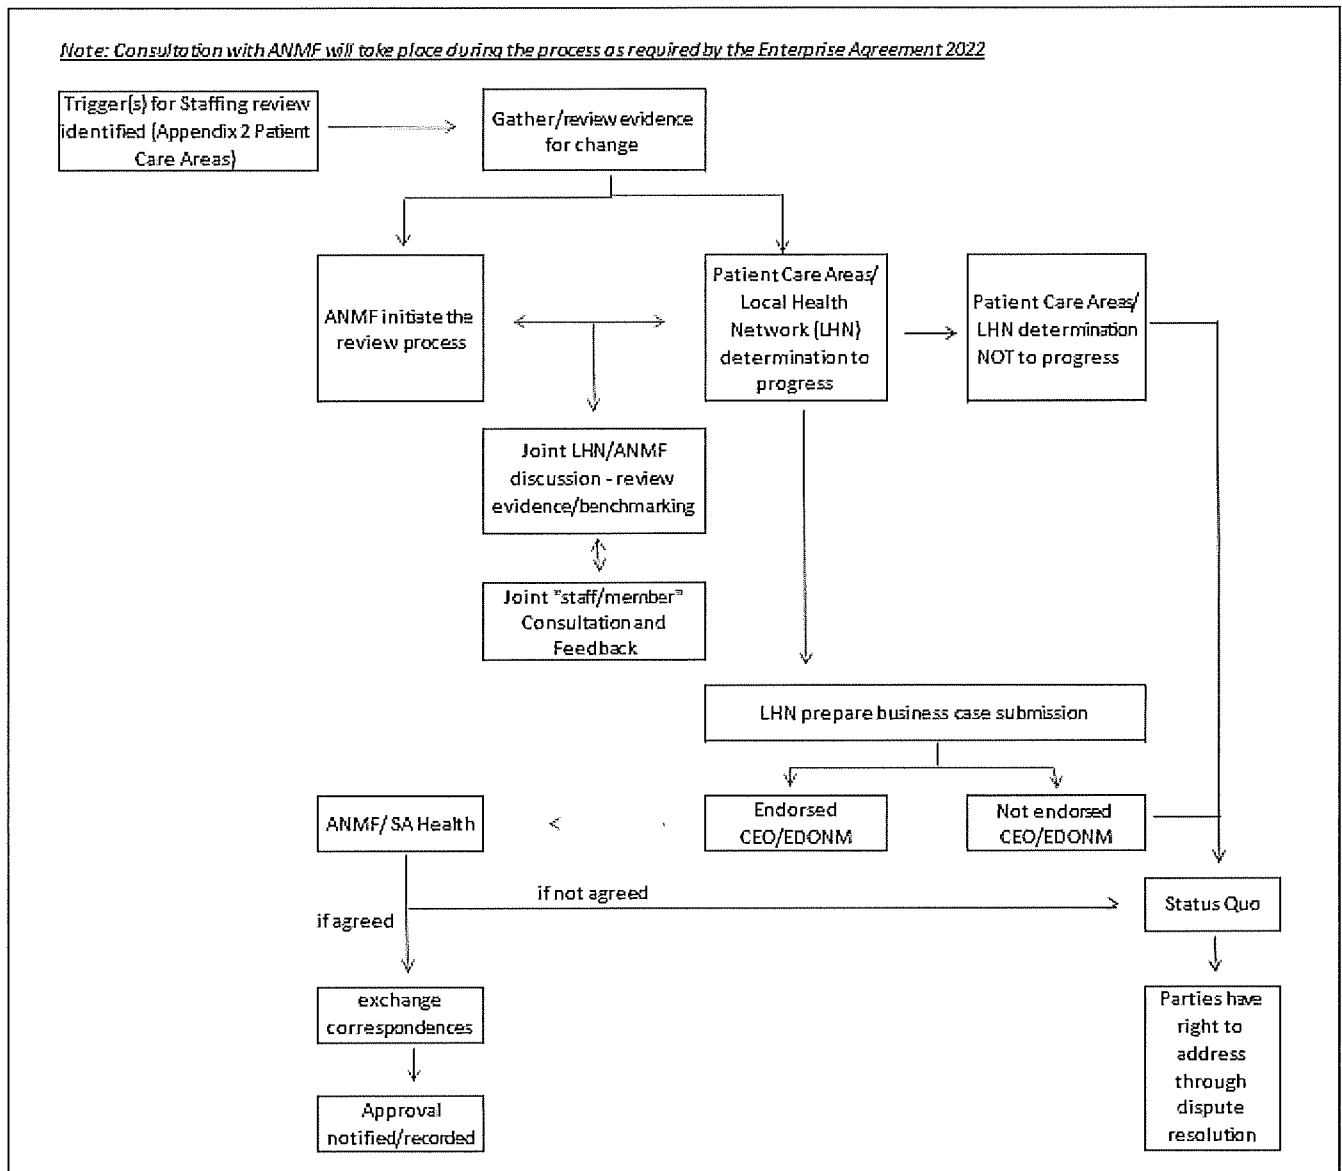 Note: Consultation with ANMF will take place during the process as required by the Enterprise Agreement 2022
Trigger(s) for Staffing review
identified (Appendix 2 Patient
Care Areas)
Gather/review evidence
for change
ANMF initiate the
review process
Patient Care Areas/
Local Health
Network (LHN)
determination to
progress
Patient Care Areas/
LHN determination
NOT to progress
Joint LHN/ANMF
discussion - review
evidence/benchmarking
Joint "staff/member"
Consultation and
Feedback
LHN prepare business case submission
ANMF/ SA Health
Endorsed
CEO/EDONM
Not endorsed
CEO/EDONM
if not agreed
if agreed
Status Quo
exchange
correspondences
Approval
notified/recorded
Parties have
right to
address
through
dispute
resolution